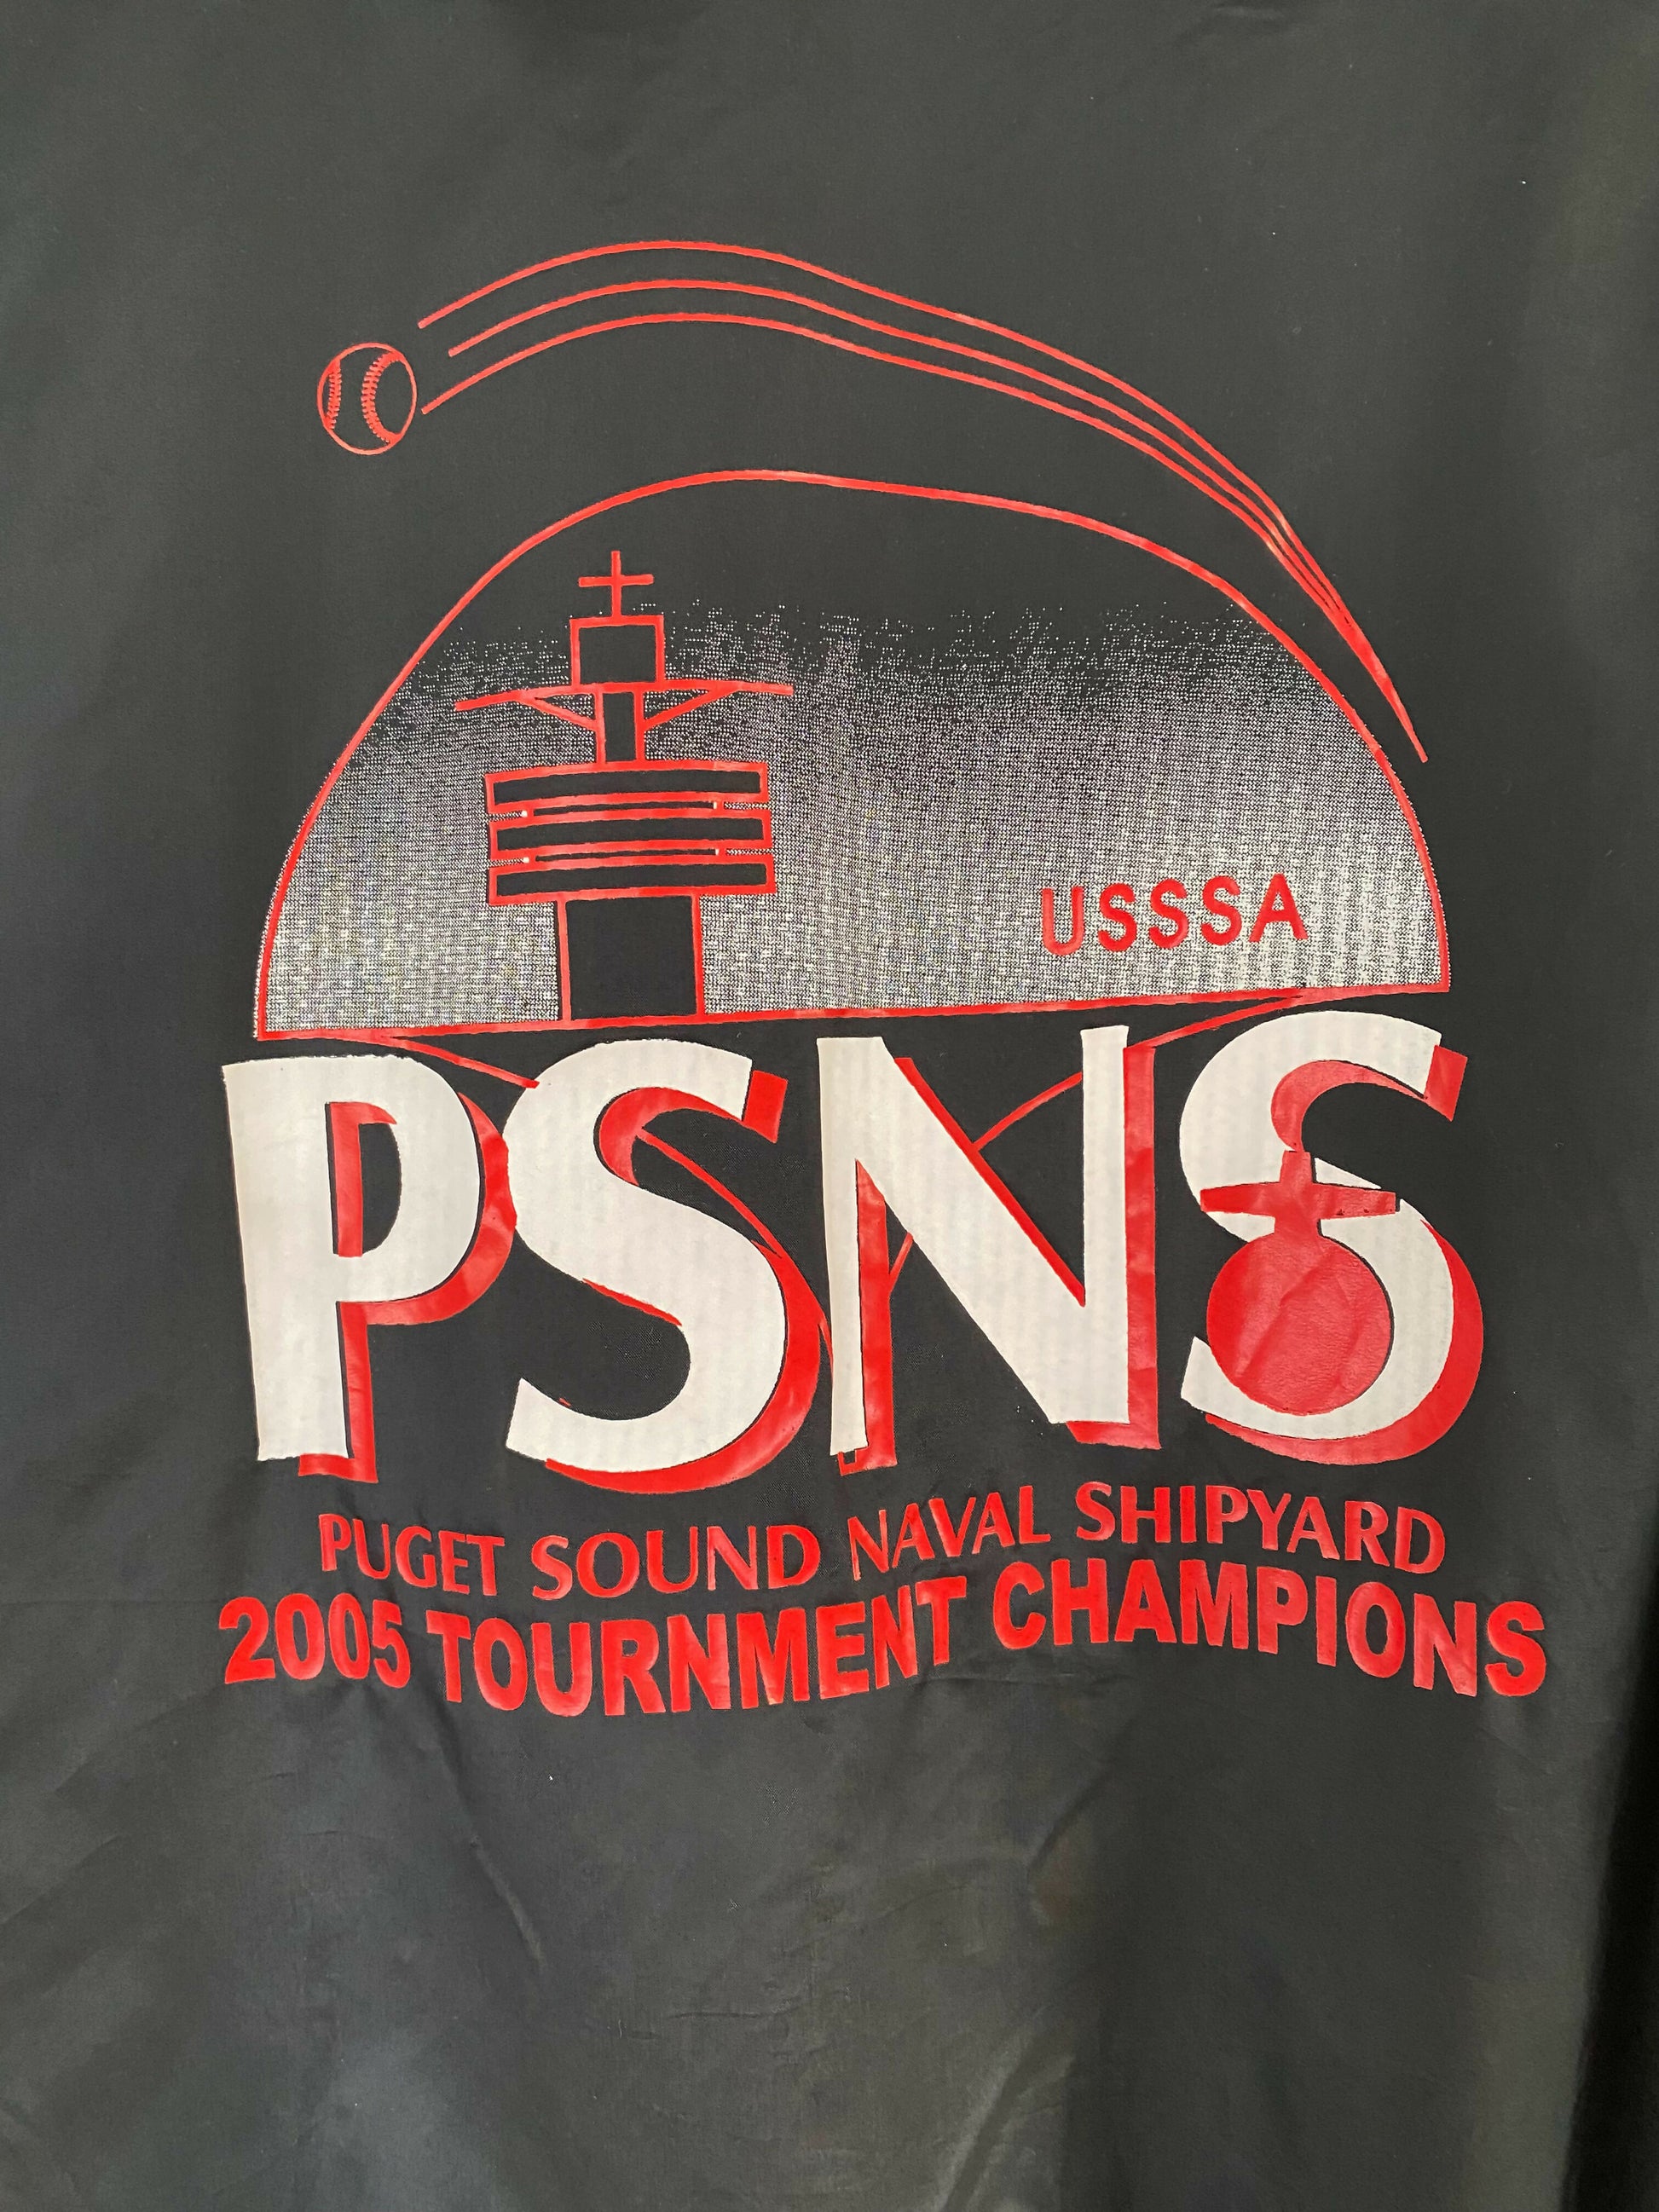 USSSA
PSNS
PUGET SOUND NAVAL SHIPYARD
2005 TOURNMENT CHAMPIONS